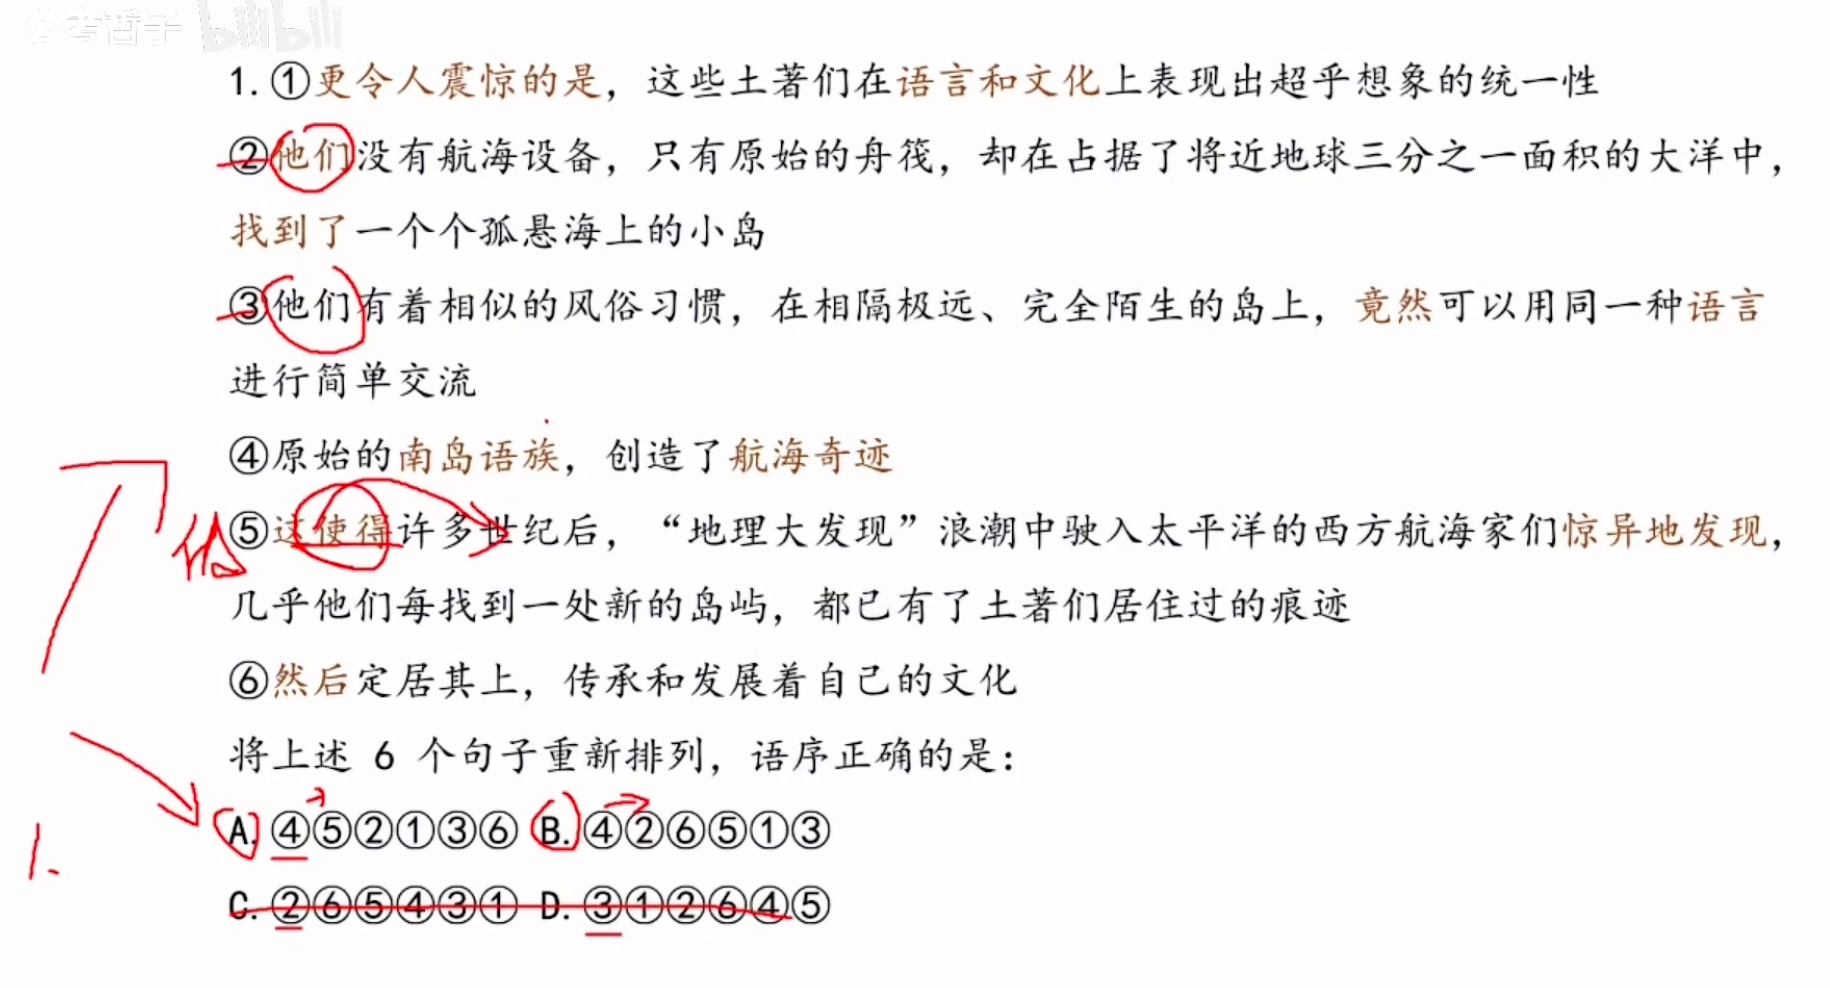 公考哲子 bilibili
1. ①更令人震惊的是，这些土著们在语言和文化上表现出超乎想象的统一性
②他们没有航海设备，只有原始的舟筏，却在占据了将近地球三分之一面积的大洋中，
找到了一个个孤悬海上的小岛
③他们有着相似的风俗习惯，在相隔极远、完全陌生的岛上，竟然可以用同一种语言
进行简单交流
④原始的南岛语族，创造了航海奇迹
⑤这使得许多世纪后，“地理大发现”浪潮中驶入太平洋的西方航海家们惊异地发现，
几乎他们每找到一处新的岛屿，都已有了土著们居住过的痕迹
⑥然后定居其上，传承和发展着自己的文化
将上述 6 个句子重新排列，语序正确的是：
A. ④⑤②①③⑥ B. ④②⑥⑤①③
C. ②⑥⑤④③① D. ③①②⑥④⑤
1.